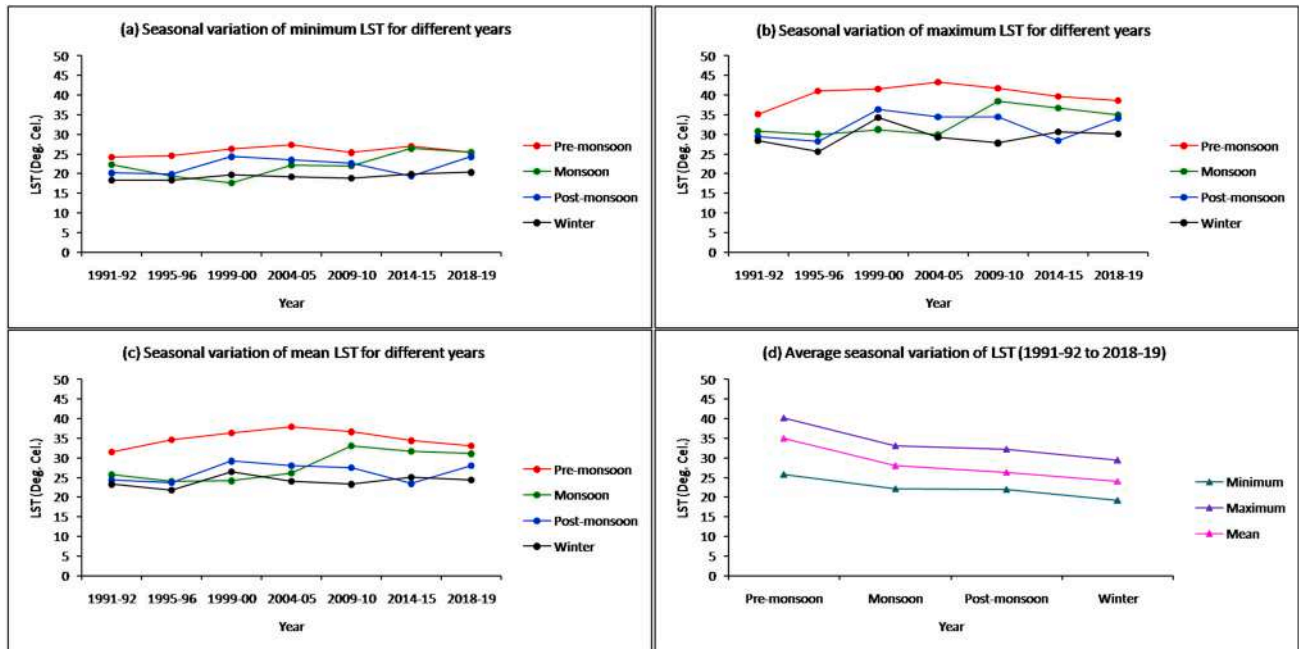 (a) Seasonal variation of minimum LST for different years
50
45
40
35
30
25
20
15
10
5
0
LST (Deg. Cel.)
1991-92 1995-96 1999-00 2004-05 2009-10 2014-15 2018-19
Year
Pre-monsoon
Monsoon
Post-monsoon
Winter
(b) Seasonal variation of maximum LST for different years
50
45
40
35
30
25
20
15
10
5
0
LST (Deg. Cel.)
1991-92 1995-96 1999-00 2004-05 2009-10 2014-15 2018-19
Year
Pre-monsoon
Monsoon
Post-monsoon
Winter
(c) Seasonal variation of mean LST for different years
50
45
40
35
30
25
20
15
10
5
0
LST (Deg. Cel.)
1991-92 1995-96 1999-00 2004-05 2009-10 2014-15 2018-19
Year
Pre-monsoon
Monsoon
Post-monsoon
Winter
(d) Average seasonal variation of LST (1991-92 to 2018-19)
50
45
40
35
30
25
20
15
10
5
0
LST (Deg. Cel.)
Pre-monsoon Monsoon Post-monsoon Winter
Year
Minimum
Maximum
Mean